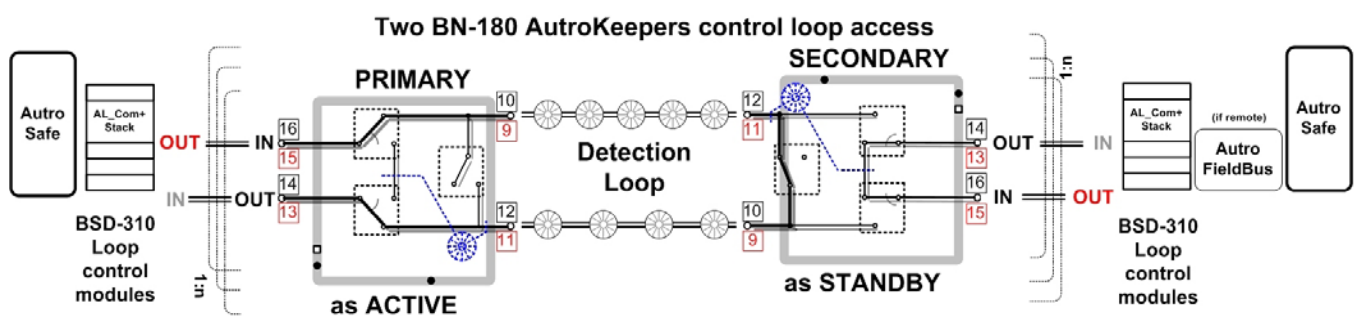 Two BN-180 AutroKeepers control loop access
Autro
Safe
AL_Com+
Stack
BSD-310
Loop
control
modules
OUT
IN
1:n
PRIMARY
16
15
IN
14
13
OUT
10
9
12
11
as ACTIVE
Detection
Loop
SECONDARY
12
11
10
9
14
13
OUT
16
15
IN
as STANDBY
1:n
IN
OUT
AL_Com+
Stack
BSD-310
Loop
control
modules
(if remote)
Autro
FieldBus
Autro
Safe